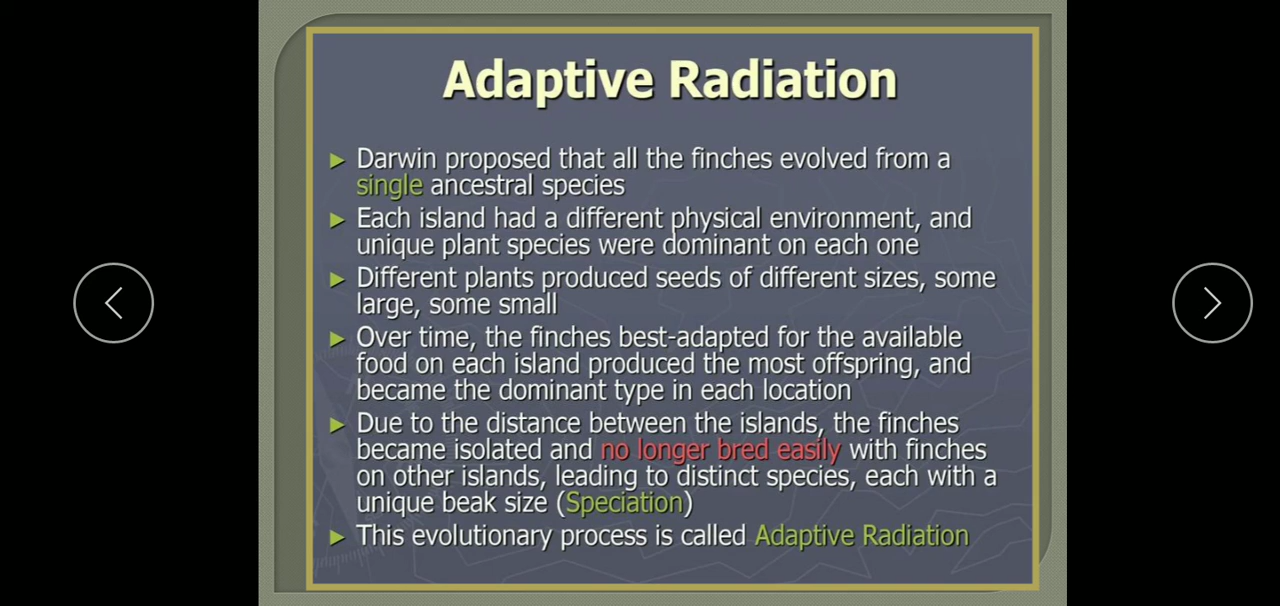 Adaptive Radiation
► Darwin proposed that all the finches evolved from a
single ancestral species
► Each island had a different physical environment, and
unique plant species were dominant on each one
► Different plants produced seeds of different sizes, some
large, some small
► Over time, the finches best-adapted for the available
food on each island produced the most offspring, and
became the dominant type in each location
► Due to the distance between the islands, the finches
became isolated and no longer bred easily with finches
on other islands, leading to distinct species, each with a
unique beak size (Speciation)
► This evolutionary process is called Adaptive Radiation